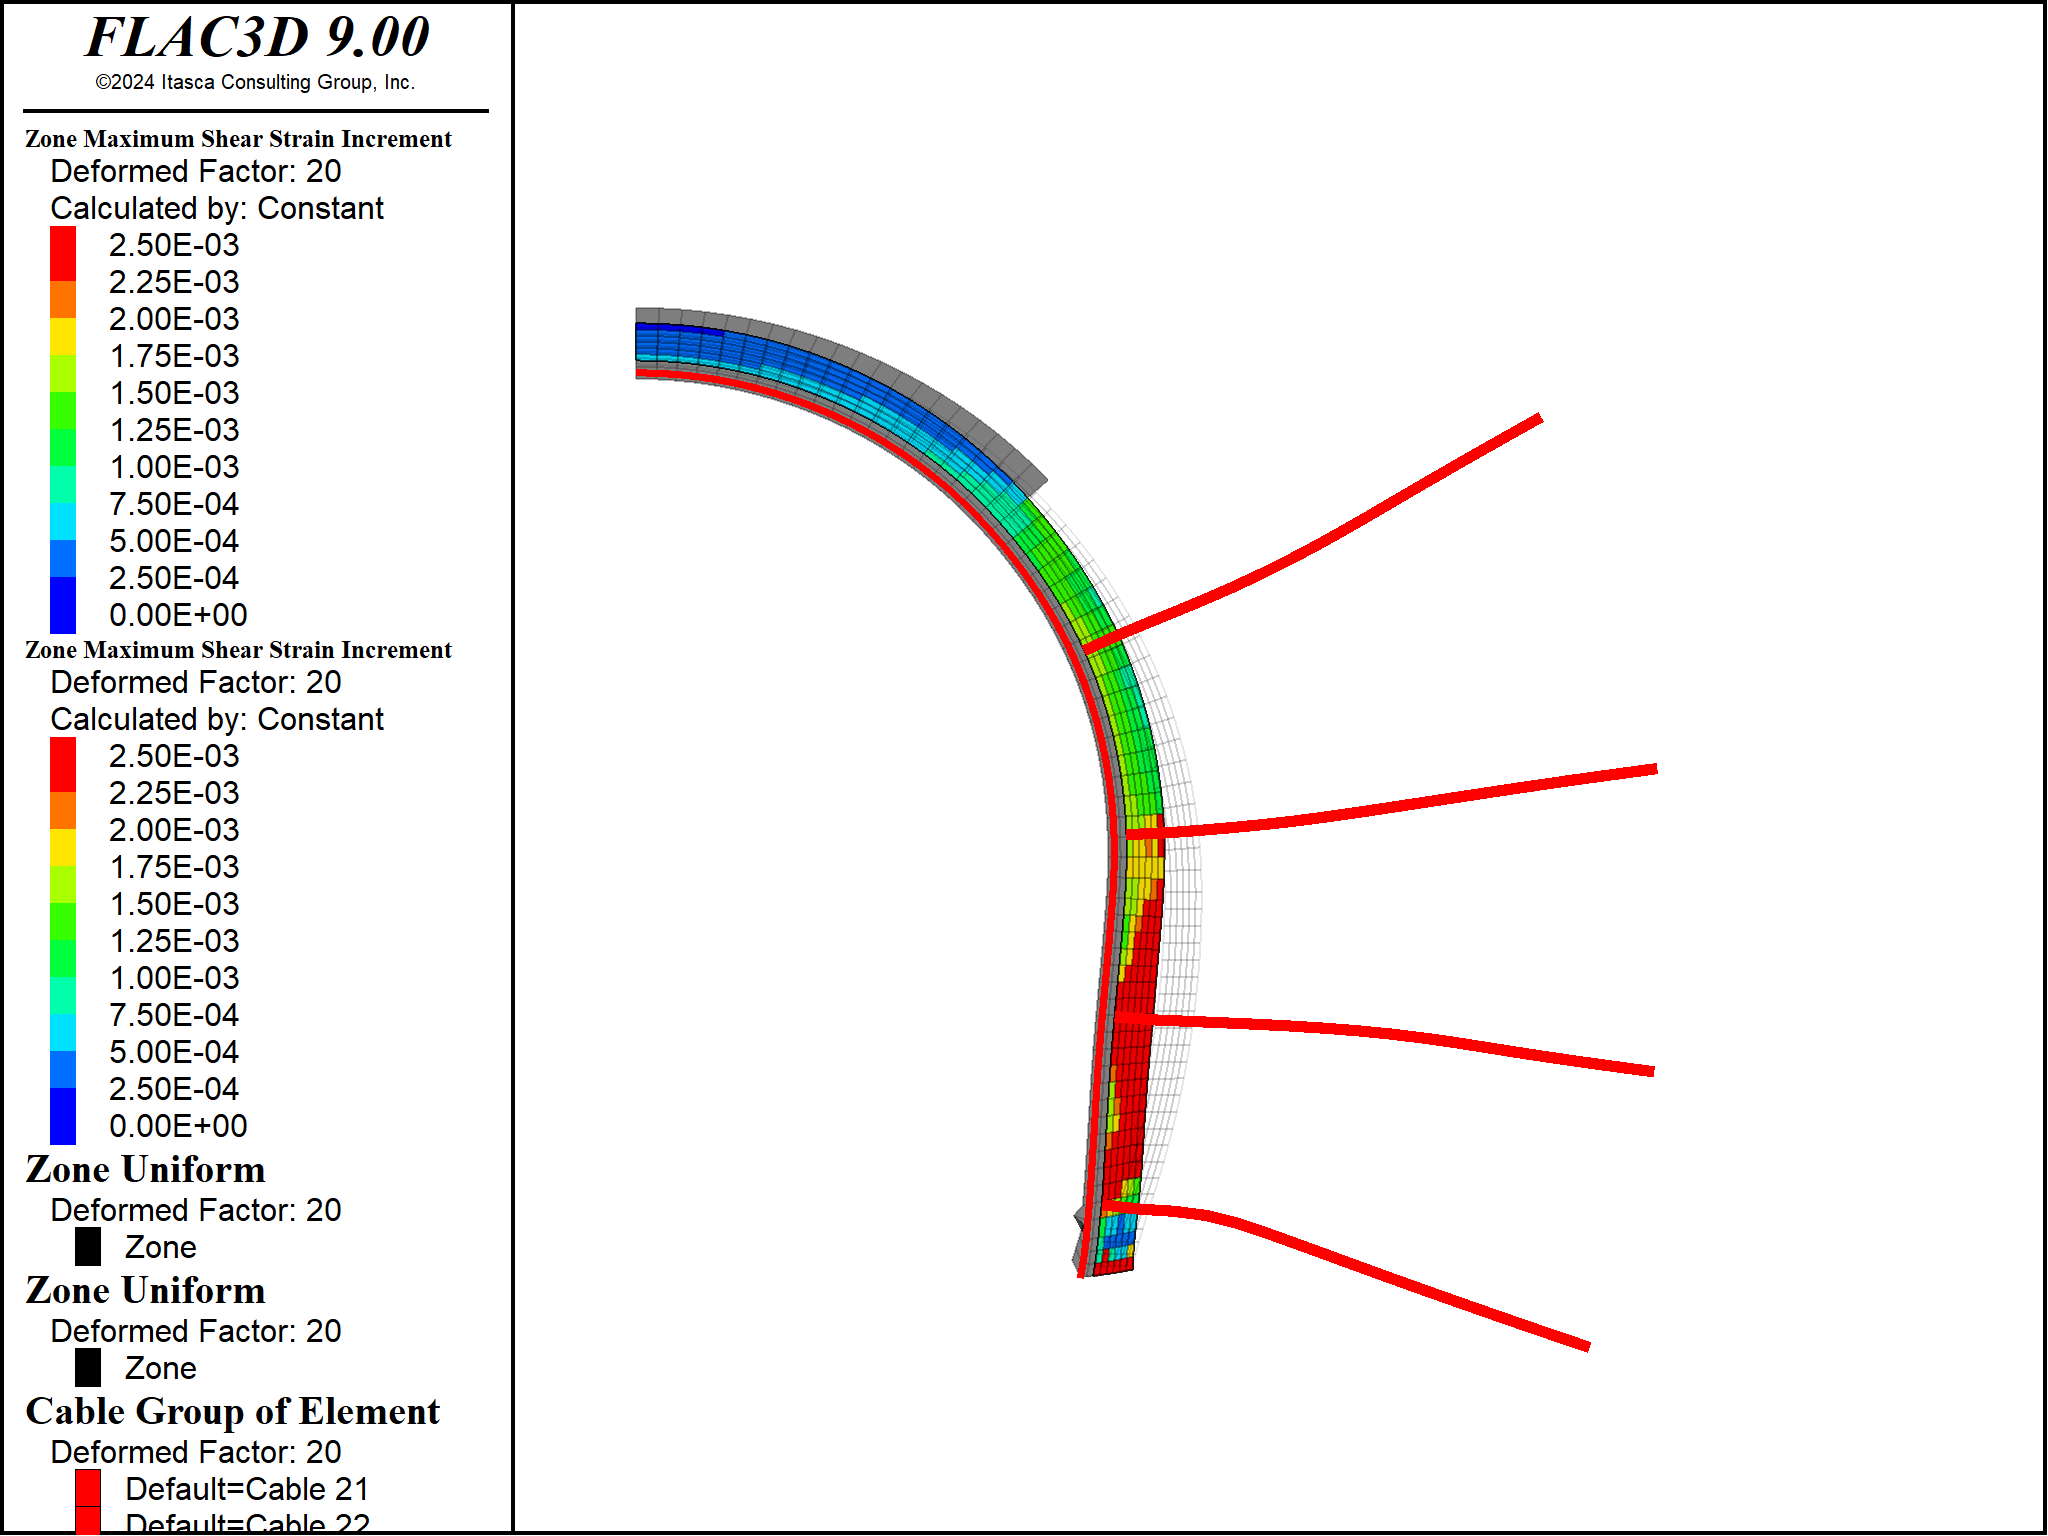 FLAC3D 9.00
©2024 Itasca Consulting Group, Inc.
Zone Maximum Shear Strain Increment
Deformed Factor: 20
Calculated by: Constant
2.50E-03
2.25E-03
2.00E-03
1.75E-03
1.50E-03
1.25E-03
1.00E-03
7.50E-04
5.00E-04
2.50E-04
0.00E+00
Zone Maximum Shear Strain Increment
Deformed Factor: 20
Calculated by: Constant
2.50E-03
2.25E-03
2.00E-03
1.75E-03
1.50E-03
1.25E-03
1.00E-03
7.50E-04
5.00E-04
2.50E-04
0.00E+00
Zone Uniform
Deformed Factor: 20
Zone
Zone Uniform
Deformed Factor: 20
Zone
Cable Group of Element
Deformed Factor: 20
Default=Cable 21
Default=Cable 22